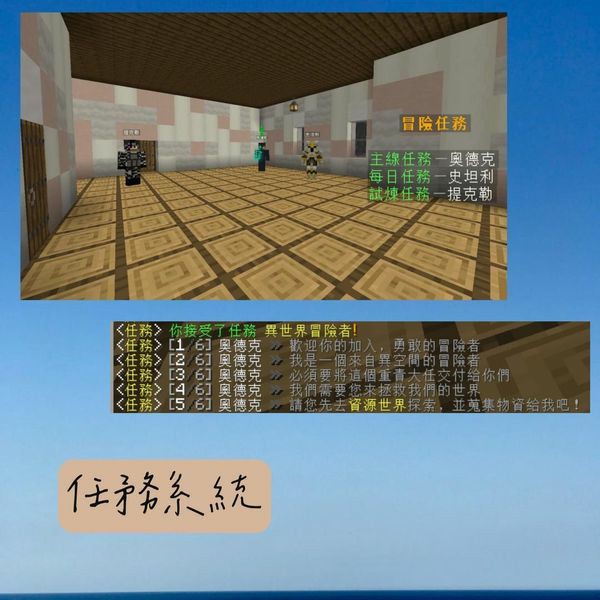 提克勒
史坦利
冒險任務
主線任務—奧德克
每日任務—史坦利
試煉任務—提克勒
<任務> 你接受了任務 異世界冒險者!
<任務> [1/6] 奧德克 » 歡迎你的加入，勇敢的冒險者
<任務> [2/6] 奧德克 » 我是一個來自異空間的冒險者
<任務> [3/6] 奧德克 » 必須要將這個重責大任交付給你們
<任務> [4/6] 奧德克 » 我們需要您來拯救我們的世界
<任務> [5/6] 奧德克 » 請您先去資源世界探索，並蒐集物資給我吧！
任務系統